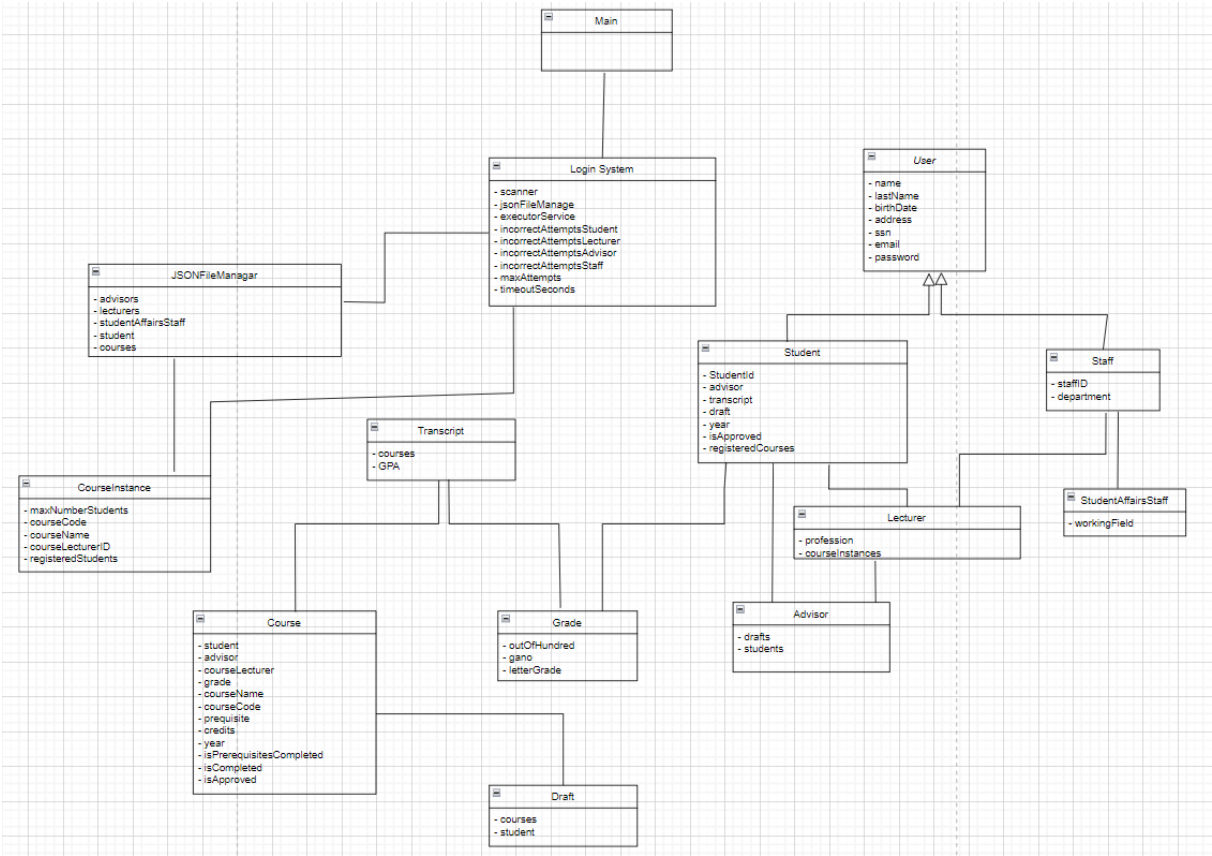 Main
Login System
- scanner
- jsonFileManage
- executorService
- incorrectAttemptsStudent
- incorrectAttemptsLecturer
- incorrectAttemptsAdvisor
- incorrectAttemptsStaff
- maxAttempts
- timeoutSeconds
User
- name
- lastName
- birthDate
- address
- ssn
- email
- password
JSONFileManagar
- advisors
- lecturers
- studentAffairsStaff
- student
- courses
Student
- StudentId
- advisor
- transcript
- draft
- year
- isApproved
- registeredCourses
Staff
- staffID
- department
Transcript
- courses
- GPA
CourseInstance
- maxNumberStudents
- courseCode
- courseName
- courseLecturerID
- registeredStudents
Lecturer
- profession
- courseInstances
StudentAffairsStaff
- workingField
Course
- student
- advisor
- courseLecturer
- grade
- courseName
- courseCode
- prequisite
- credits
- year
- isPrerequisitesCompleted
- isCompleted
- isApproved
Grade
- outOfHundred
- gano
- letterGrade
Advisor
- drafts
- students
Draft
- courses
- student